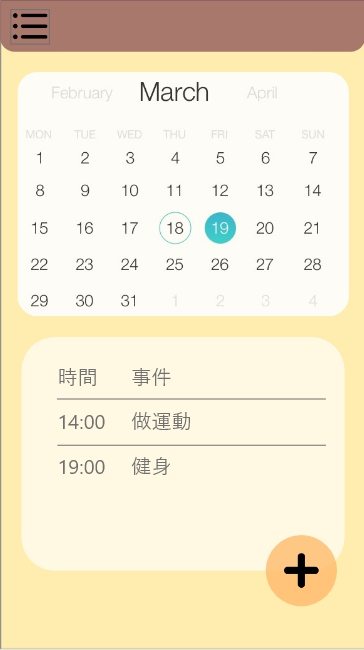 February March April
MON TUE WED THU FRI SAT SUN
1 2 3 4 5 6 7
8 9 10 11 12 13 14
15 16 17 18 19 20 21
22 23 24 25 26 27 28
29 30 31 1 2 3 4
時間 事件
14:00 做運動
19:00 健身